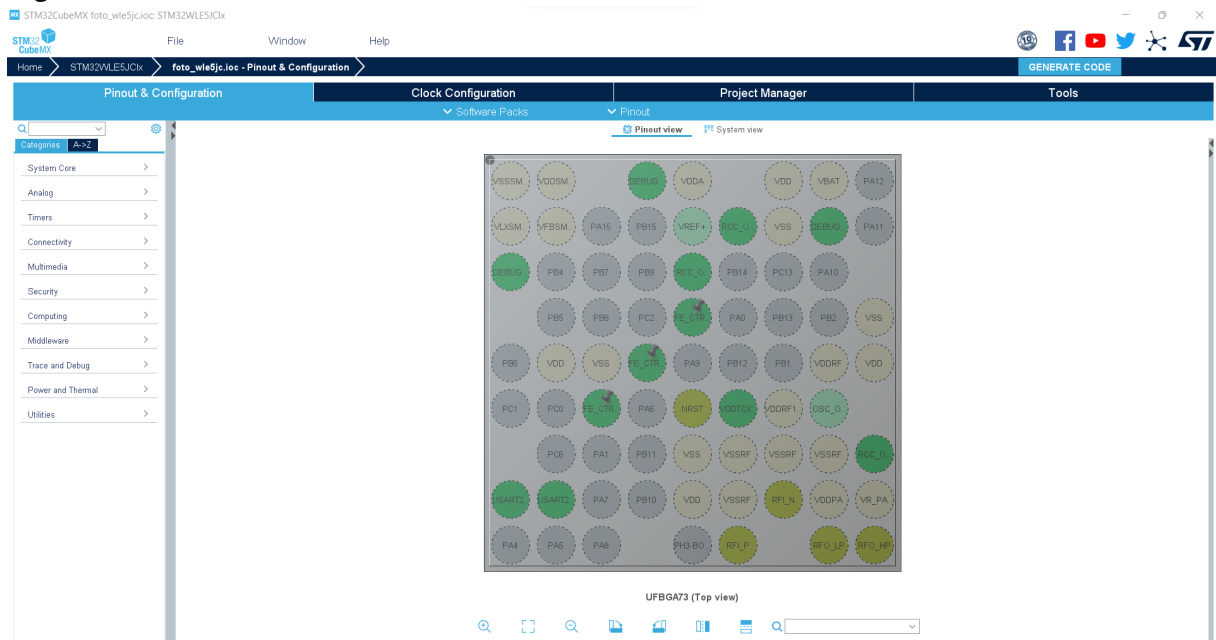 STM32CubeMX foto_wle5jc.ioc: STM32WLE5JCIx
STM32 CubeMX File Window Help
Home STM32WLE5JCIx foto_wle5jc.ioc - Pinout & Configuration GENERATE CODE
Pinout & Configuration Clock Configuration Project Manager Tools
Software Packs Pinout
Pinout view System view
Categories A->Z
System Core
Analog
Timers
Connectivity
Multimedia
Security
Computing
Middleware
Trace and Debug
Power and Thermal
Utilities
VSSSM.. VDDSM.. DEBUG.. VDDA VDD VBAT PA12
VLXSM.. VFBSM.. PA15 PB15 VREF+ RCC_O.. VSS DEBUG.. PA11
DEBUG.. PB4 PB7 PB9 RCC_O.. PB14 PC13 PA10
PB5 PB8 PC2 FE_CTR.. PA0 PB13 PB2 VSS
PB6 VDD VSS FE_CTR.. PA9 PB12 PB1 VDDRF VDD
PC1 PC0 FE_CTR.. PA6 NRST VDDTCX.. VDDRF1.. OSC_O..
PC6 PA1 PB11 VSS VSSRF VSSRF VSSRF RCC_O..
USART2.. USART2.. PA7 PB10 VDD VSSRF RFI_N VDDPA VR_PA
PA4 PA5 PA8 PH3-BO.. RFI_P RFO_LP RFO_HP
UFBGA73 (Top view)